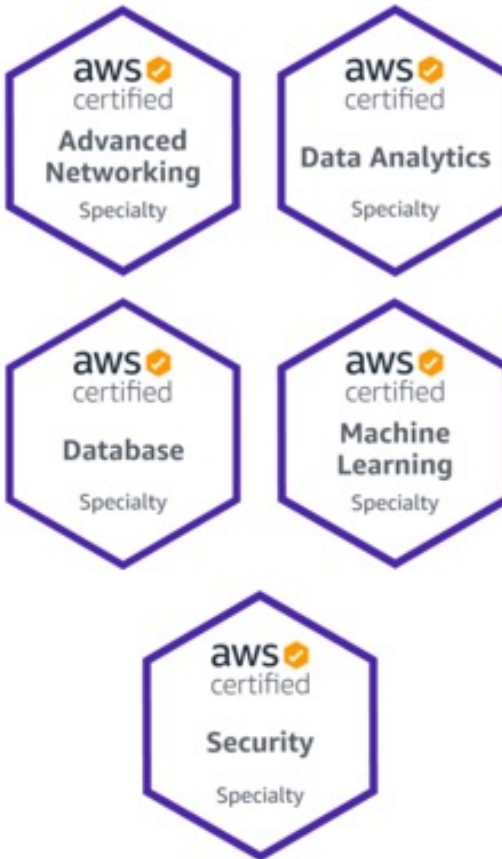 aws
certified
Advanced
Networking
Specialty
aws
certified
Data Analytics
Specialty
aws
certified
Database
Specialty
aws
certified
Machine
Learning
Specialty
aws
certified
Security
Specialty